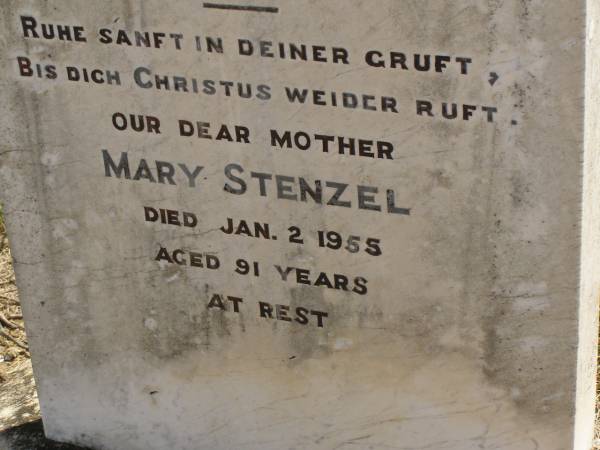 RUHE SANFT IN DEINER GRUFT,
BIS DICH CHRISTUS WEIDER RUFT.
OUR DEAR MOTHER
MARY STENZEL
DIED JAN. 2 1955
AGED 91 YEARS
AT REST